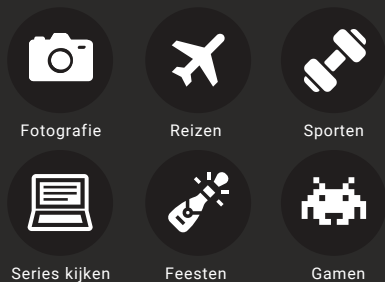 Fotografie
Reizen
Sporten
Series kijken
Feesten
Gamen